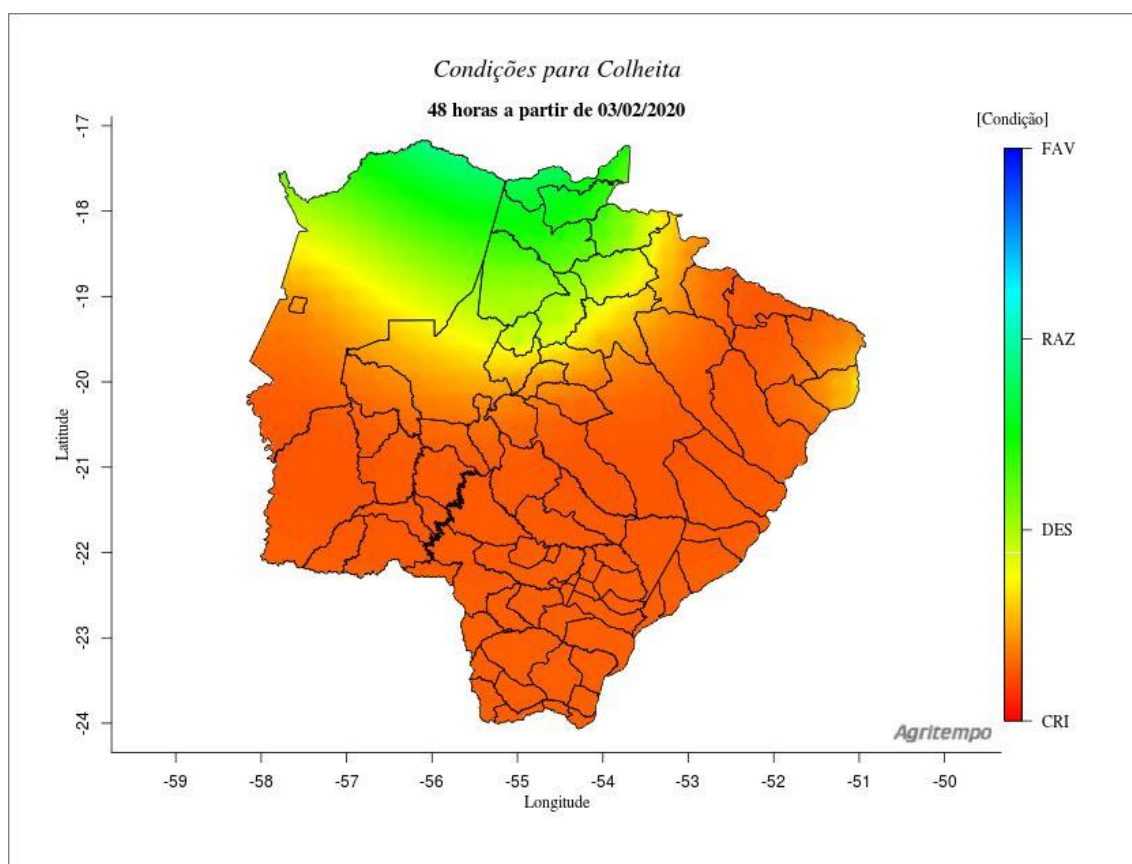 Condições para Colheita
48 horas a partir de 03/02/2020
[Condição]
FAV
RAZ
DES
CRI
Latitude
-17
-18
-19
-20
-21
-22
-23
-24
Agritempo
-59 -58 -57 -56 -55 -54 -53 -52 -51 -50
Longitude